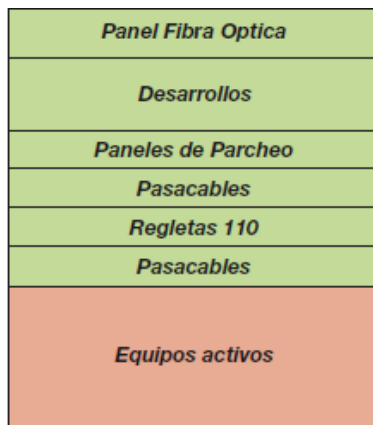 Panel Fibra Optica
Desarrollos
Paneles de Parcheo
Pasacables
Regletas 110
Pasacables
Equipos activos